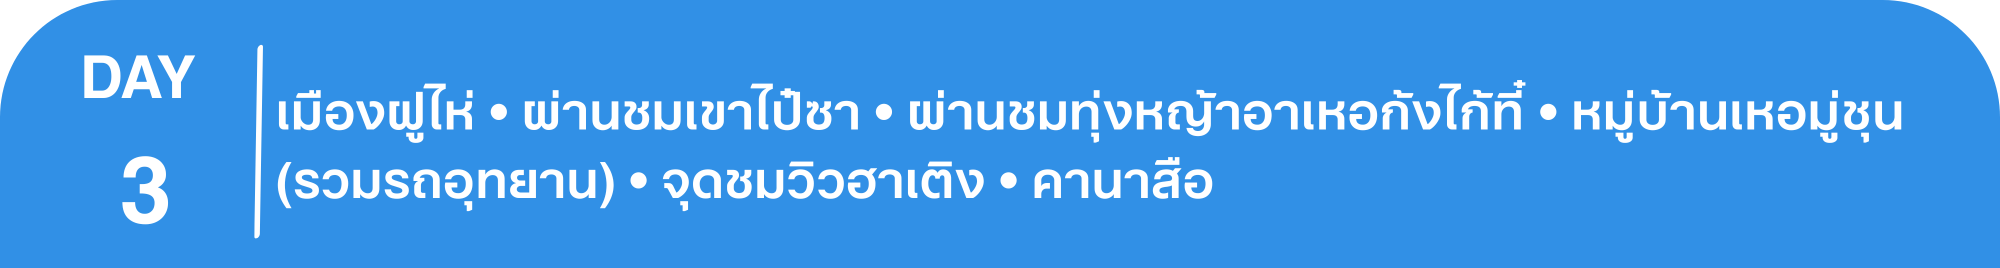 DAY
3
เมืองฝูไห่ • ผ่านชมเขาไป๋ซา • ผ่านชมทุ่งหญ้าอาเหอกังไก้ที๋ • หมู่บ้านเหอมู่ชุน
(รวมรถอุทยาน) • จุดชมวิวฮาเติง • คานาสือ